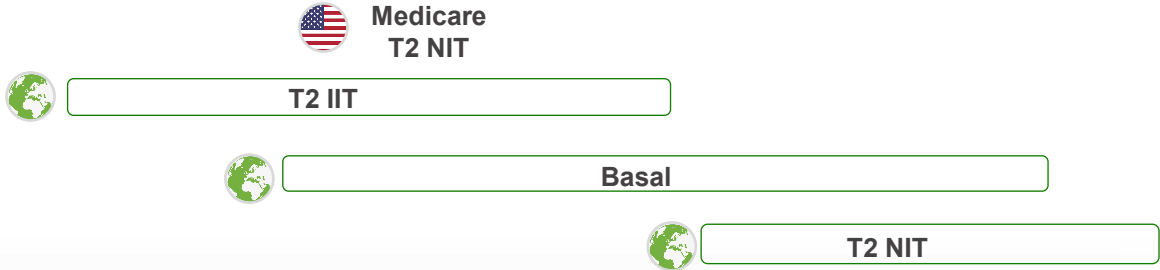 Medicare
T2 NIT
T2 IIT
Basal
T2 NIT